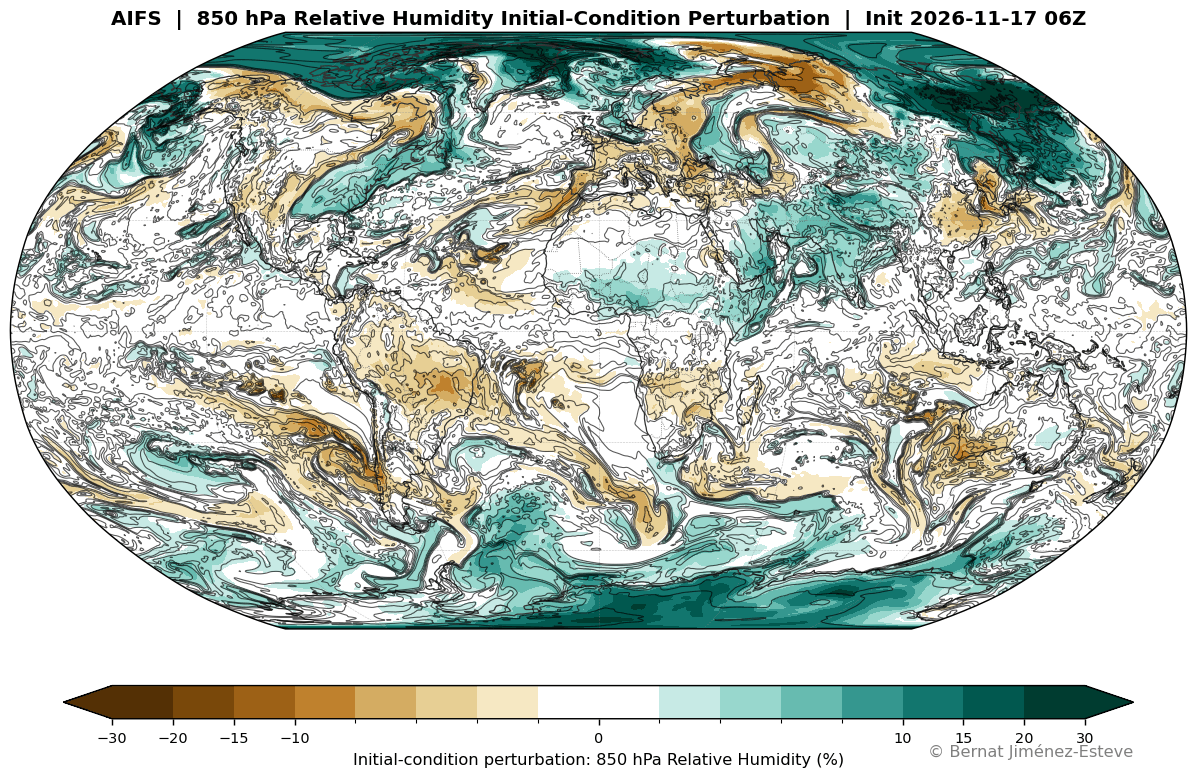 AIFS  |  850 hPa Relative Humidity Initial-Condition Perturbation  |  Init 2026-11-17 06Z
−30 −20 −15 −10 0 10 15 20 30
Initial-condition perturbation: 850 hPa Relative Humidity (%)
© Bernat Jiménez-Esteve